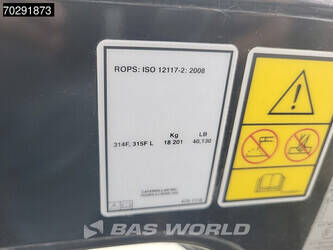 70291873
ROPS: ISO 12117-2: 2008
Kg LB
314F, 315F L 18 201 40,130
BAS WORLD